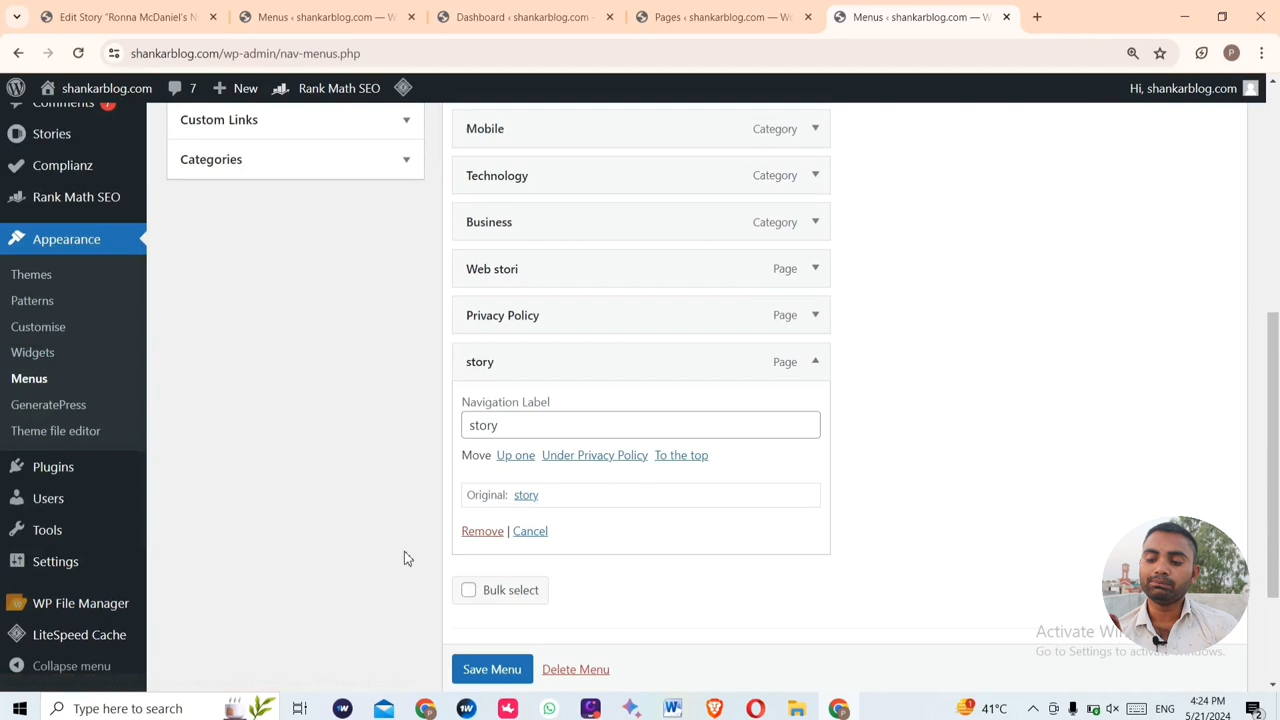 Edit Story "Ronna McDaniel's N
Menus ‹ shankarblog.com — W
Dashboard ‹ shankarblog.com -
Pages ‹ shankarblog.com — Wo
Menus ‹ shankarblog.com — W
shankarblog.com/wp-admin/nav-menus.php
P
shankarblog.com
7
New
Rank Math SEO
Hi, shankarblog.com
Comments
Stories
Complianz
Rank Math SEO
Appearance
Themes
Patterns
Customise
Widgets
Menus
GeneratePress
Theme file editor
Plugins
Users
Tools
Settings
WP File Manager
LiteSpeed Cache
Collapse menu
Custom Links
Categories
Mobile Category
Technology Category
Business Category
Web stori Page
Privacy Policy Page
story Page
Navigation Label
story
Move Up one Under Privacy Policy To the top
Original: story
Remove | Cancel
Bulk select
Save Menu Delete Menu
Go to Settings to activate Windows.
Type here to search
41°C
ENG
4:24 PM
5/21/2024
2